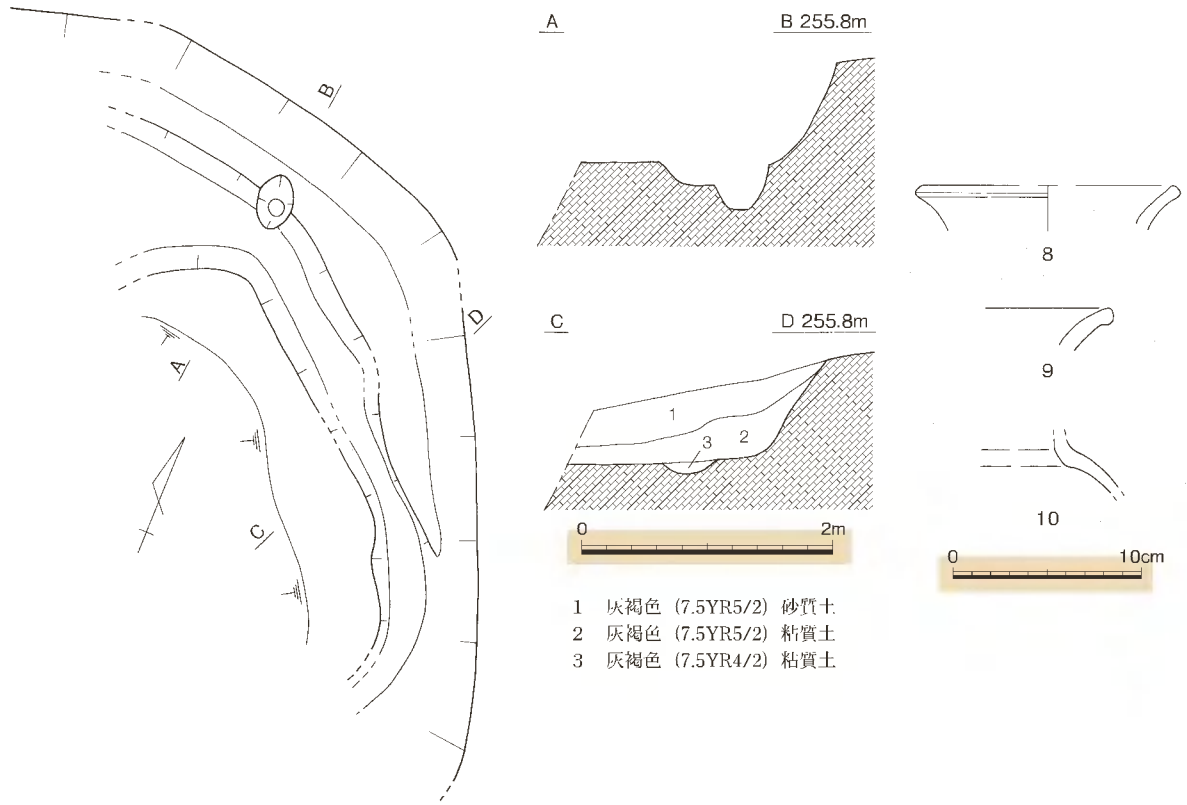 A B 255.8m
B
D
A
C
8
C D 255.8m
9
1
3 2
10
0 2m
0 10cm
1 灰褐色 (7.5YR5/2) 砂質土
2 灰褐色 (7.5YR5/2) 粘質土
3 灰褐色 (7.5YR4/2) 粘質土